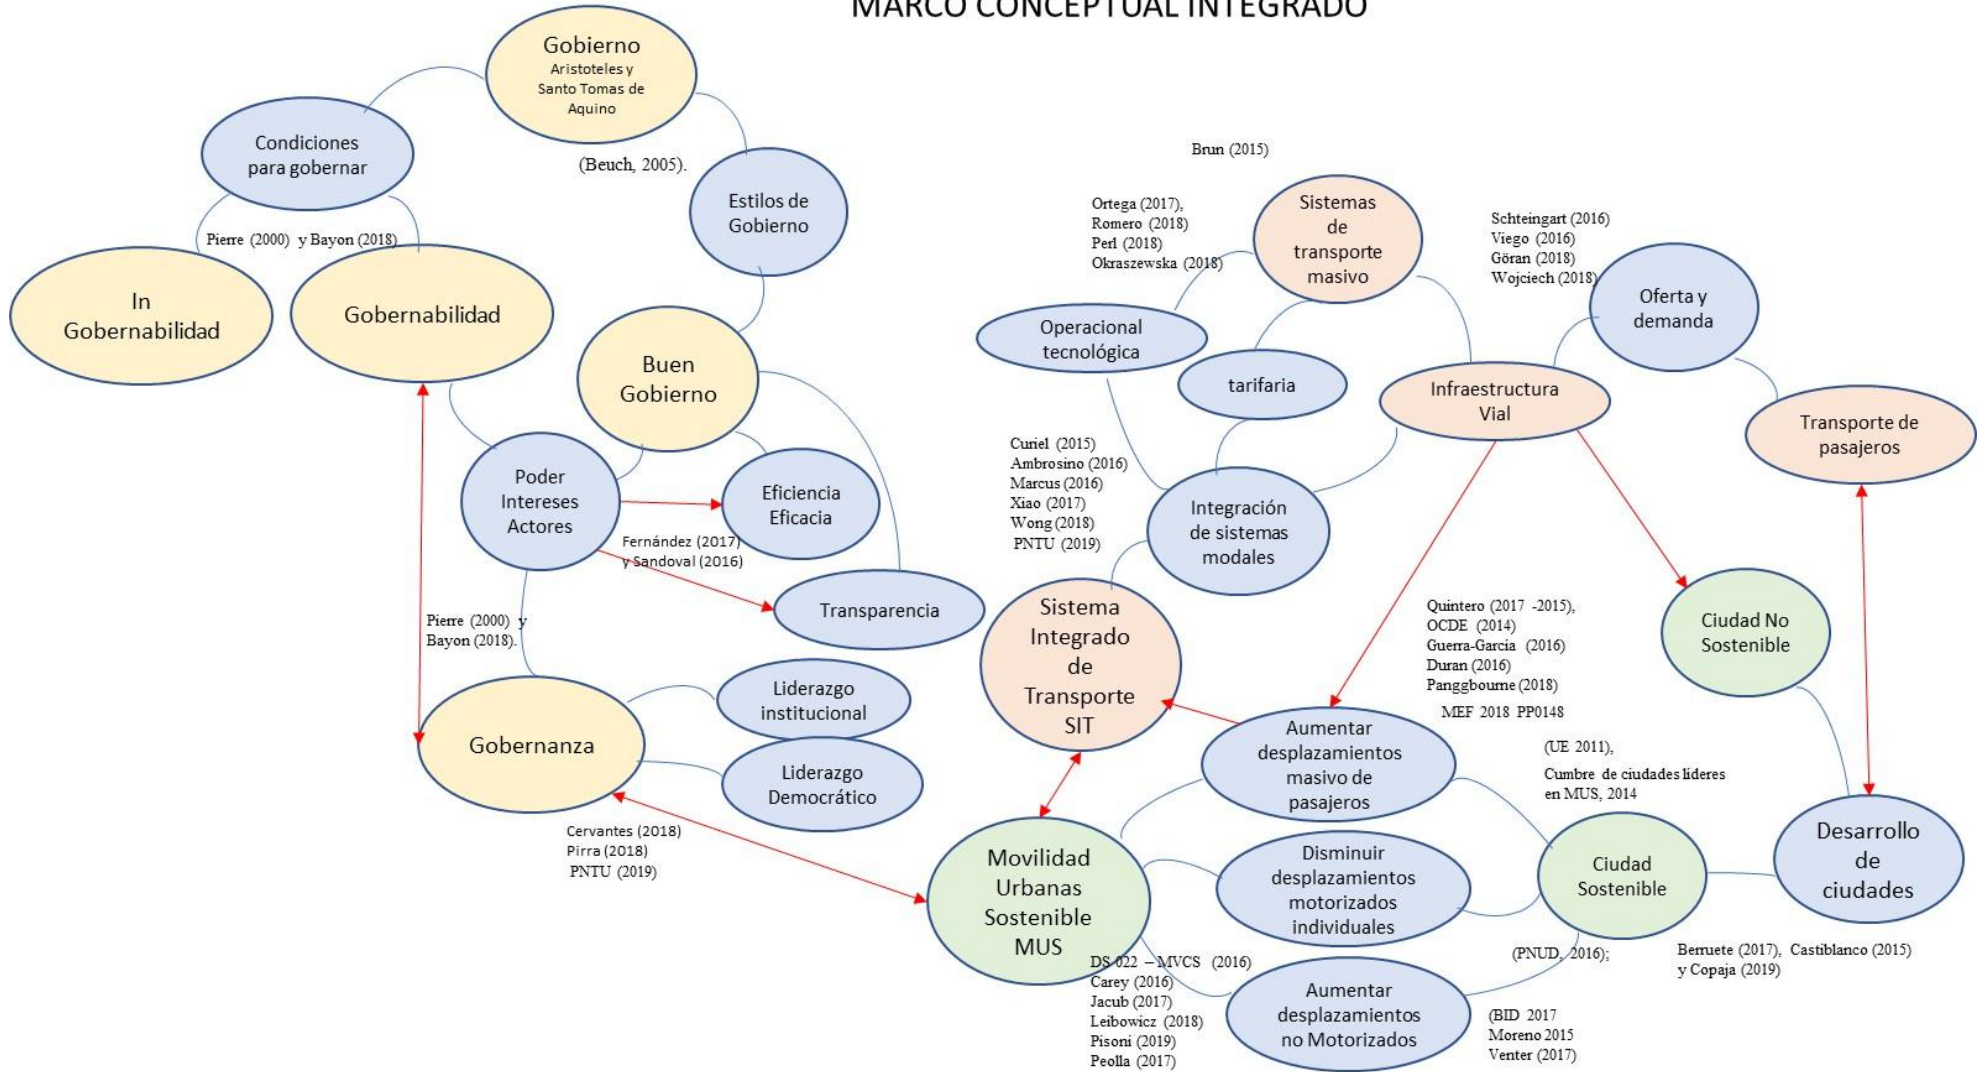 MARCO CONCEPTUAL INTEGRADO
Gobierno
Aristoteles y
Santo Tomas de
Aquino
Condiciones
para gobernar
(Beuch, 2005).
Estilos de
Gobierno
Pierre (2000) y Bayon (2018)
In
Gobernabilidad
Gobernabilidad
Buen
Gobierno
Poder
Intereses
Actores
Eficiencia
Eficacia
Fernández (2017)
y Sandoval (2016)
Transparencia
Pierre (2000) y
Bayon (2018).
Liderazgo
institucional
Gobernanza
Liderazgo
Democrático
Cervantes (2018)
Pirra (2018)
PNTU (2019)
Brun (2015)
Ortega (2017),
Romero (2018)
Perl (2018)
Okraszewska (2018)
Sistemas
de
transporte
masivo
Schteingart (2016)
Viego (2016)
Göran (2018)
Wojciech (2018)
Oferta y
demanda
Operacional
tecnológica
tarifaria
Infraestructura
Vial
Transporte de
pasajeros
Curiel (2015)
Ambrosino (2016)
Marcus (2016)
Xiao (2017)
Wong (2018)
PNTU (2019)
Integración
de sistemas
modales
Sistema
Integrado
de
Transporte
SIT
Quintero (2017 -2015),
OCDE (2014)
Guerra-García (2016)
Duran (2016)
Panggbourne (2018)
MEF 2018 PP0148
Ciudad No
Sostenible
Aumentar
desplazamientos
masivo de
pasajeros
(UE 2011),
Cumbre de ciudades líderes
en MUS, 2014
Movilidad
Urbanas
Sostenible
MUS
Disminuir
desplazamientos
motorizados
individuales
Ciudad
Sostenible
Desarrollo
de
ciudades
DS 022 – MVCS (2016)
Carey (2016)
Jacub (2017)
Leibowicz (2018)
Pisoni (2019)
Peolla (2017)
Aumentar
desplazamientos
no Motorizados
(PNUD, 2016);
Berruete (2017), Castiblanco (2015)
y Copaja (2019)
(BID 2017
Moreno 2015
Venter (2017)